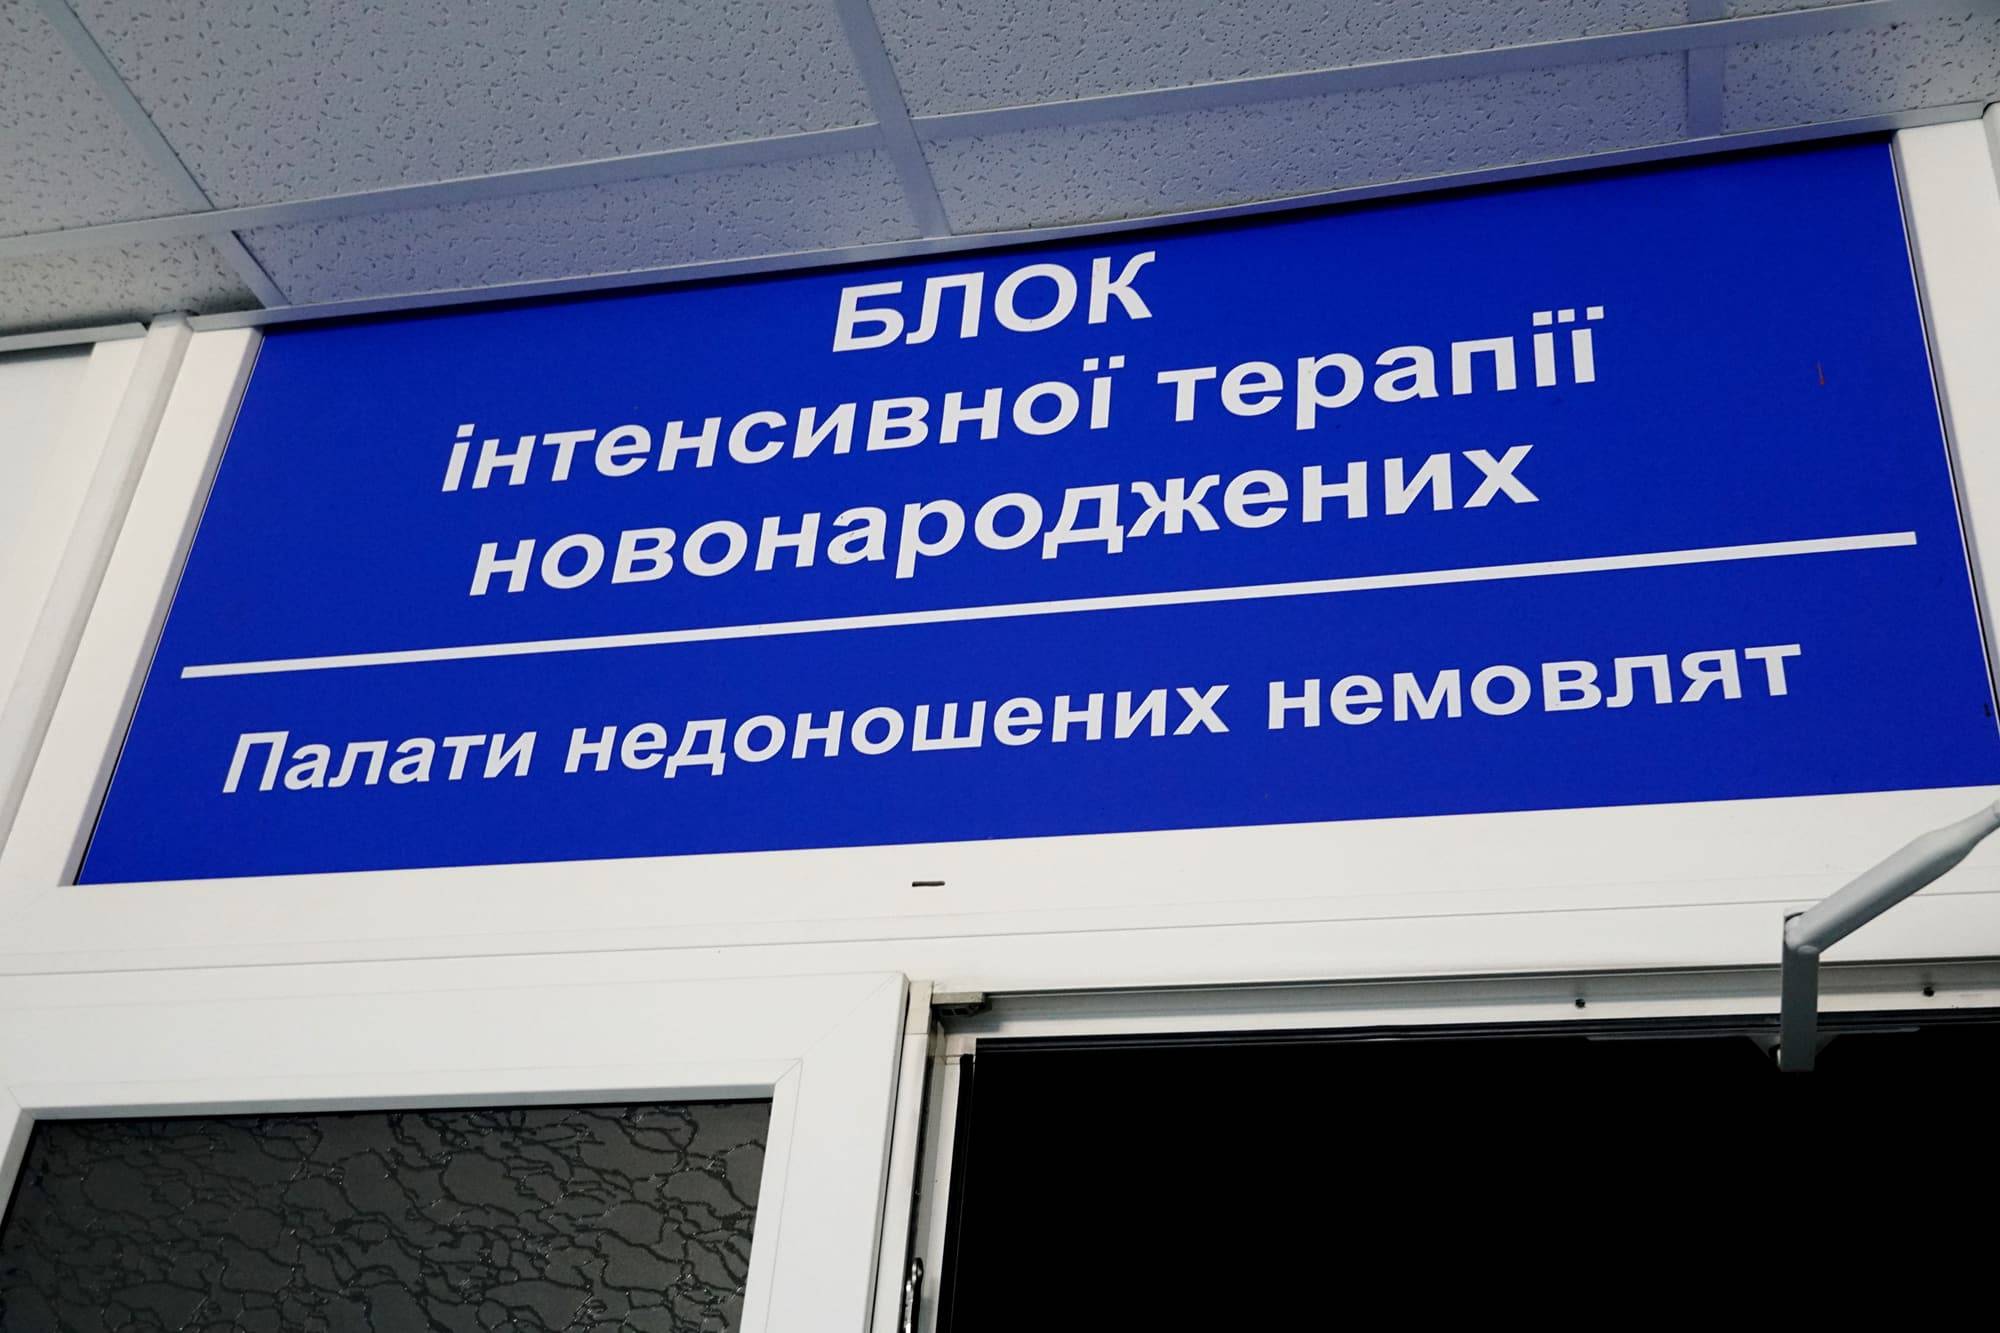 БЛОК
інтенсивної терапії
новонароджених
Палати недоношених немовлят